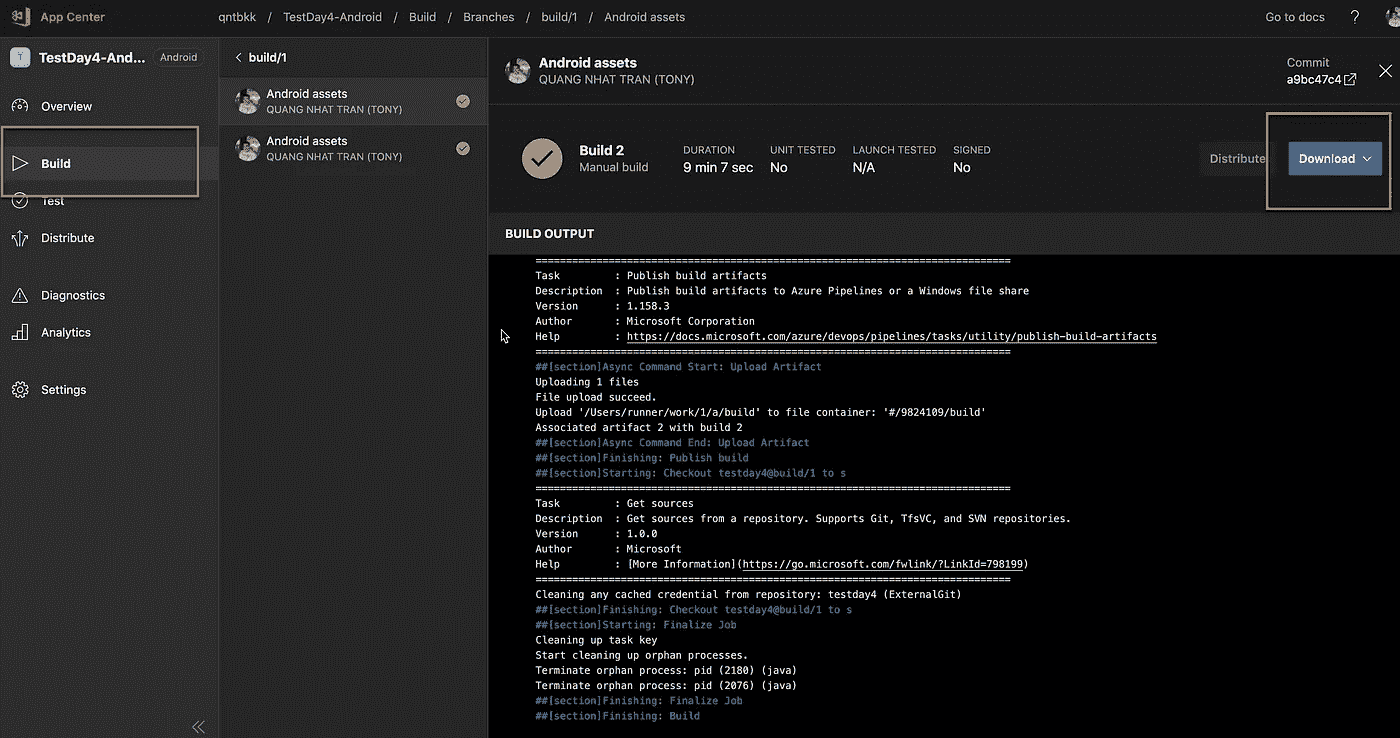 App Center
qntbkk / TestDay4-Android / Build / Branches / build/1 / Android assets
Go to docs ?
T TestDay4-And... Android
Overview
Build
Test
Distribute
Diagnostics
Analytics
Settings
build/1
Android assets
QUANG NHAT TRAN (TONY)
Android assets
QUANG NHAT TRAN (TONY)
Android assets
QUANG NHAT TRAN (TONY)
Commit
a9bc47c4
Build 2
Manual build
DURATION
9 min 7 sec
UNIT TESTED
No
LAUNCH TESTED
N/A
SIGNED
No
Distribute
Download
BUILD OUTPUT
==============================================================================
Task : Publish build artifacts
Description : Publish build artifacts to Azure Pipelines or a Windows file share
Version : 1.158.3
Author : Microsoft Corporation
Help : https://docs.microsoft.com/azure/devops/pipelines/tasks/utility/publish-build-artifacts
==============================================================================
##[section]Async Command Start: Upload Artifact
Uploading 1 files
File upload succeed.
Upload '/Users/runner/work/1/a/build' to file container: '#/9824109/build'
Associated artifact 2 with build 2
##[section]Async Command End: Upload Artifact
##[section]Finishing: Publish build
##[section]Starting: Checkout testday4@build/1 to s
==============================================================================
Task : Get sources
Description : Get sources from a repository. Supports Git, TfsVC, and SVN repositories.
Version : 1.0.0
Author : Microsoft
Help : [More Information](https://go.microsoft.com/fwlink/?LinkId=798199)
==============================================================================
Cleaning any cached credential from repository: testday4 (ExternalGit)
##[section]Finishing: Checkout testday4@build/1 to s
##[section]Starting: Finalize Job
Cleaning up task key
Start cleaning up orphan processes.
Terminate orphan process: pid (2180) (java)
Terminate orphan process: pid (2076) (java)
##[section]Finishing: Finalize Job
##[section]Finishing: Build